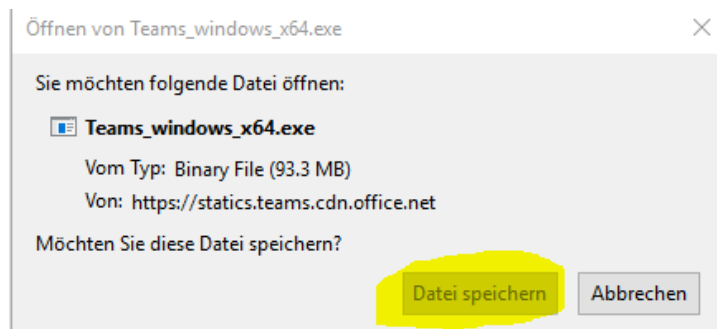 Öffnen von Teams_windows_x64.exe
Sie möchten folgende Datei öffnen:
Teams_windows_x64.exe
Vom Typ: Binary File (93.3 MB)
Von: https://statics.teams.cdn.office.net
Möchten Sie diese Datei speichern?
Datei speichern Abbrechen